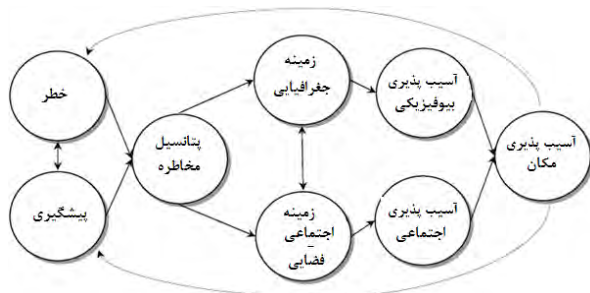 خطر
پیشگیری
پتانسیل
مخاطره
زمینه
جغرافیایی
زمینه
اجتماعی
-
فضایی
آسیب پذیری
بیوفیزیکی
آسیب پذیری
اجتماعی
آسیب پذیری
مکان